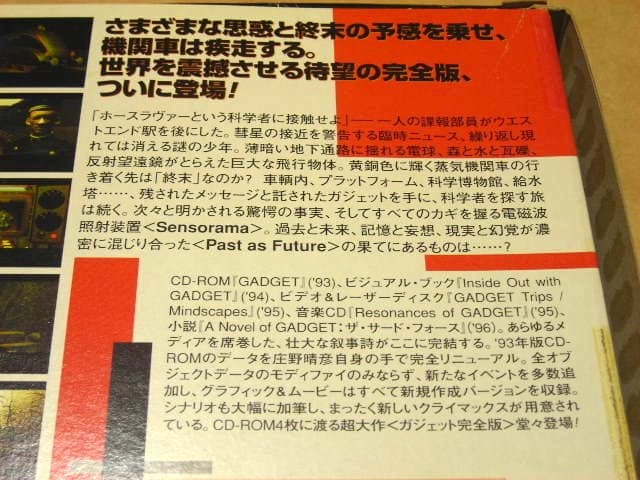 さまざまな思惑と終末の予感を乗せ、
機関車は疾走する。
世界を震撼させる待望の完全版、
ついに登場!
「ホースラヴァーという科学者に接触せよ」――一人の諜報部員がウエス
トエンド駅を後にした。彗星の接近を警告する臨時ニュース、繰り返し現
れては消える謎の少年。薄暗い地下通路に揺れる電球、森と水と瓦礫、
反射望遠鏡がとらえた巨大な飛行物体。黄銅色に輝く蒸気機関車の行
き着く先は「終末」なのか? 車輌内、プラットフォーム、科学博物館、給水
塔……、残されたメッセージと託されたガジェットを手に、科学者を探す旅
は続く。次々と明かされる驚愕の事実、そしてすべてのカギを握る電磁波
照射装置<Sensorama>。過去と未来、記憶と妄想、現実と幻覚が濃
密に混じり合った<Past as Future>の果てにあるものは……?
CD-ROM『GADGET』('93)、ビジュアル・ブック『Inside Out with
GADGET』('94)、ビデオ&レーザーディスク『GADGET Trips /
Mindscapes』('95)、音楽CD『Resonances of GADGET』('95)、
小説『A Novel of GADGET:ザ・サード・フォース』('96)。あらゆるメ
ディアを席巻した、壮大な叙事詩がここに完結する。'93年版CD-
ROMのデータを庄野晴彦自身の手で完全リニューアル。全オブ
ジェクトデータのモディファイのみならず、新たなイベントを多数追
加し、グラフィック&ムービーはすべて新規作成バージョンを収録。
シナリオも大幅に加筆し、まったく新しいクライマックスが用意され
ている。CD-ROM4枚に渡る超大作<ガジェット完全版>堂々登場!